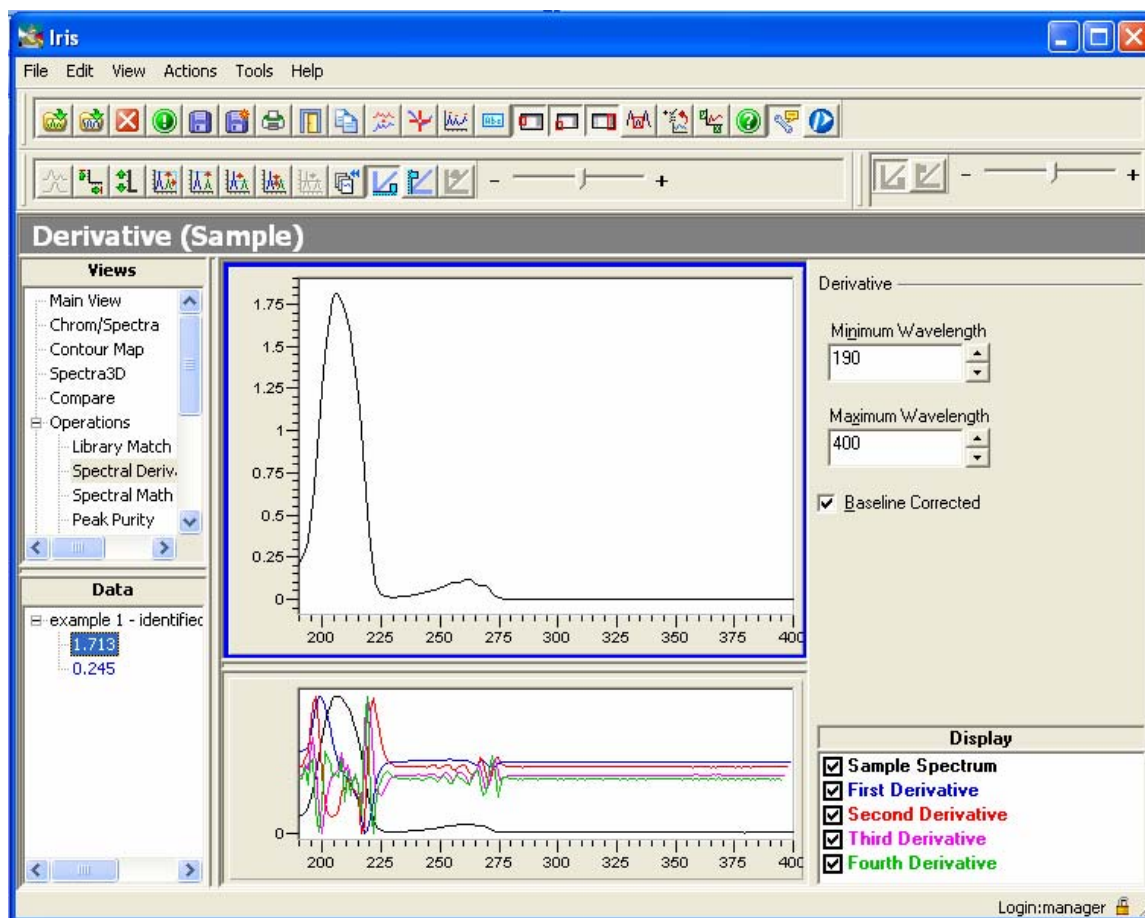 Iris
File Edit View Actions Tools Help
Abc
- +
- +
Derivative (Sample)
Views
Main View
Chrom/Spectra
Contour Map
Spectra3D
Compare
Operations
Library Match
Spectral Deriv.
Spectral Math
Peak Purity
Data
example 1 - identified
1.713
0.245
1.75
1.5
1.25
1
0.75
0.5
0.25
0
200 225 250 275 300 325 350 375 400
0
200 225 250 275 300 325 350 375 400
Derivative
Minimum Wavelength
190
Maximum Wavelength
400
Baseline Corrected
Display
Sample Spectrum
First Derivative
Second Derivative
Third Derivative
Fourth Derivative
Login:manager